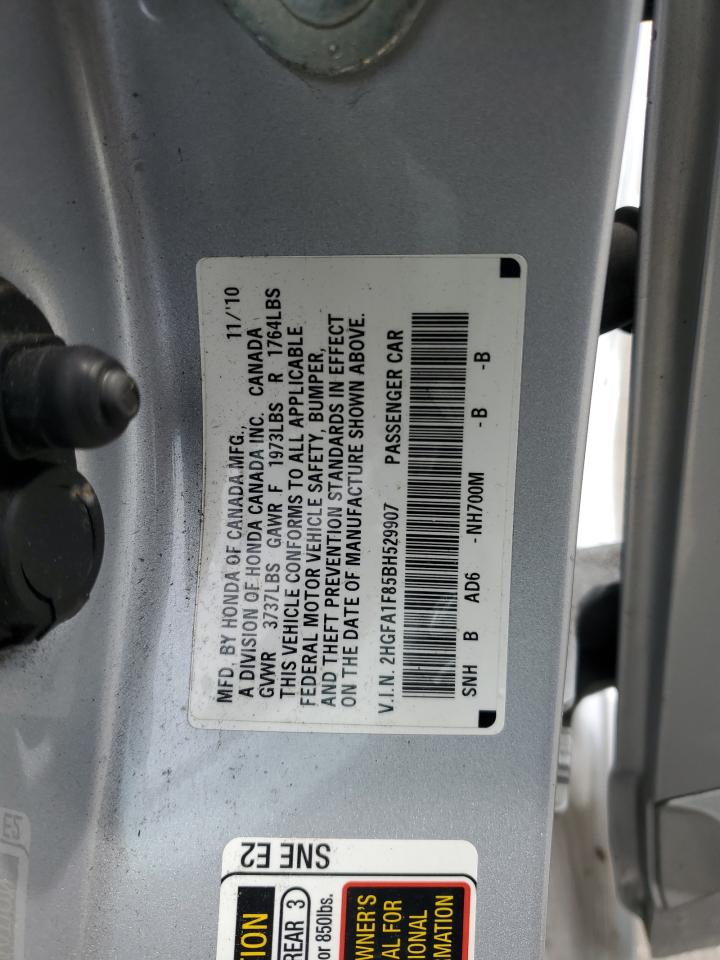 MFD. BY HONDA OF CANADA MFG., 11/'10
A DIVISION OF HONDA CANADA INC. CANADA
GVWR 3737LBS GAWR F 1973LBS R 1764LBS
THIS VEHICLE CONFORMS TO ALL APPLICABLE
FEDERAL MOTOR VEHICLE SAFETY, BUMPER,
AND THEFT PREVENTION STANDARDS IN EFFECT
ON THE DATE OF MANUFACTURE SHOWN ABOVE.
V.I.N. 2HGFA1F85BH529907 PASSENGER CAR
SNH B AD6 -NH700M -B -B
SNE E2
TION
REAR 3
or 850lbs.
WNER'S
AL FOR
IONAL
RMATION